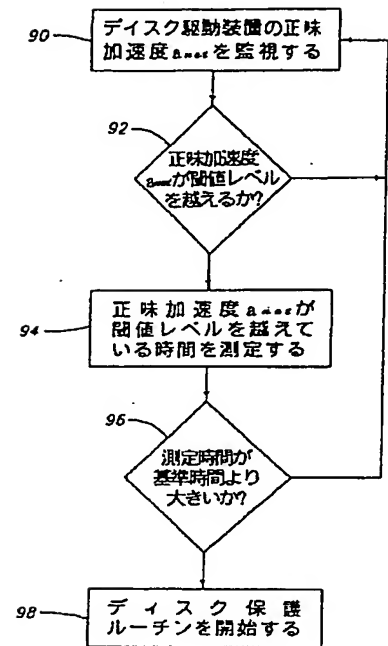 90
ディスク駆動装置の正味
加速度anetを監視する
92
正味加速度
anetが閾値レベル
を越えるか?
94
正味加速度anetが
閾値レベルを越えて
いる時間を測定する
96
測定時間が
基準時間より
大きいか?
98
ディスク保護
ルーチンを開始する